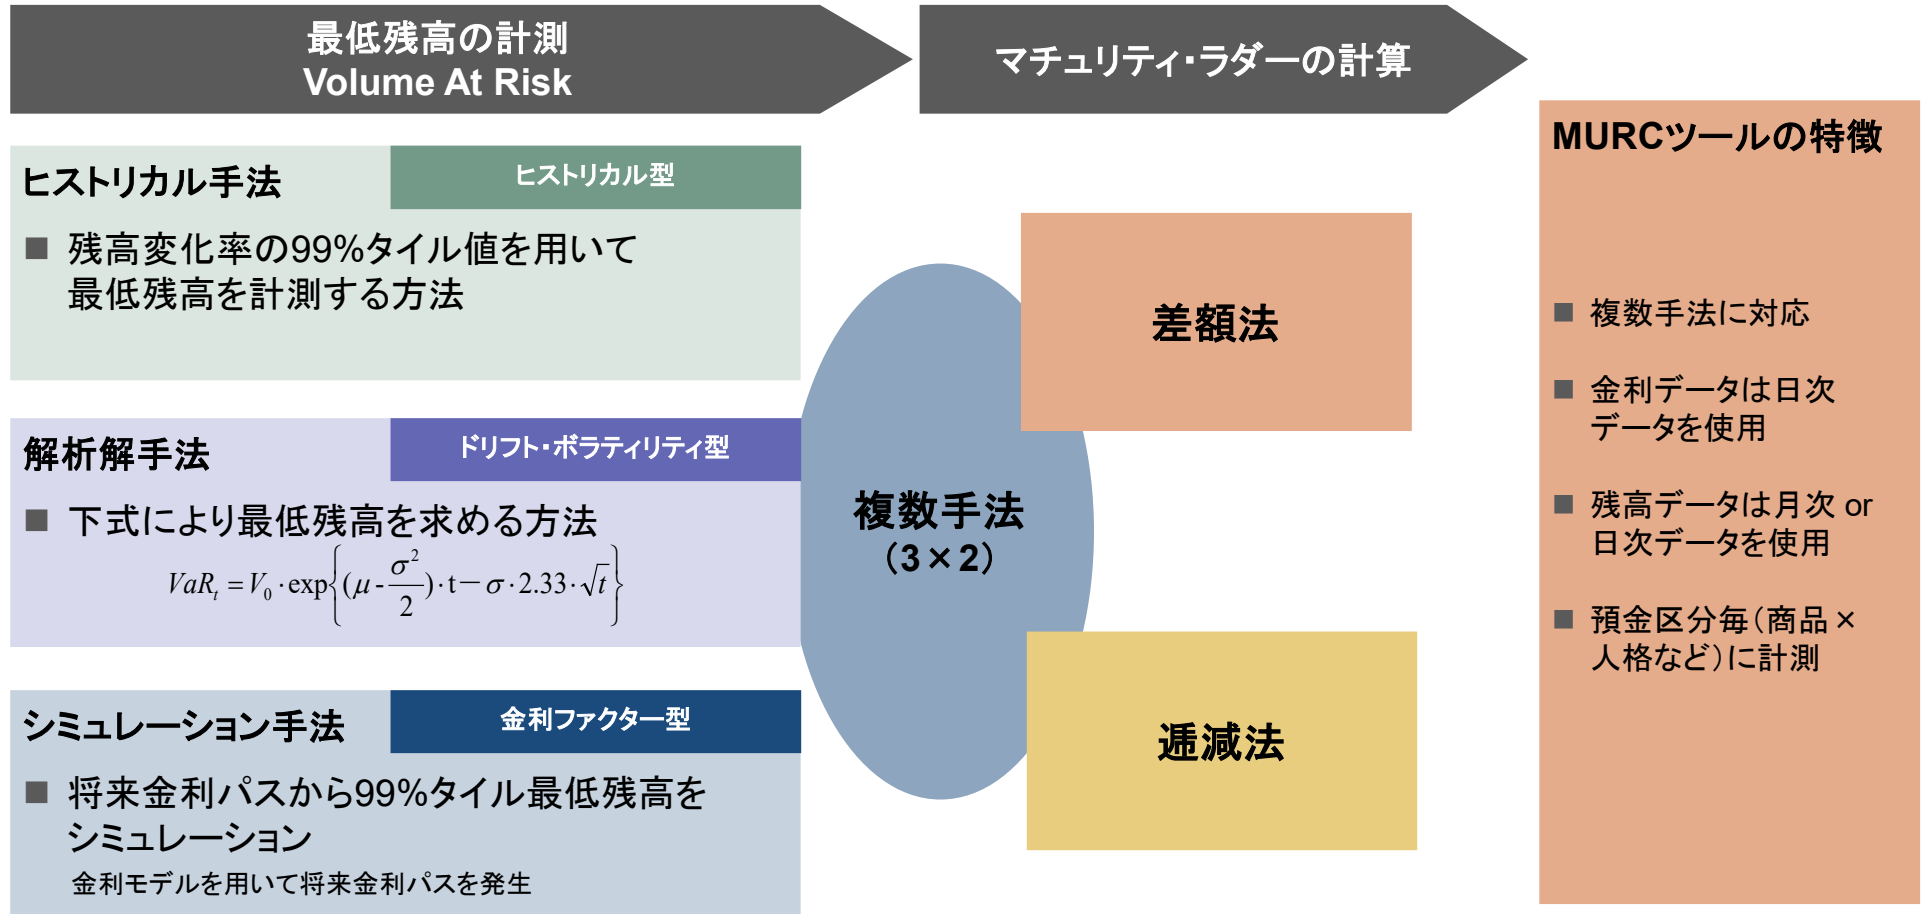 最低残高の計測
Volume At Risk
マチュリティ・ラダーの計算
ヒストリカル手法
ヒストリカル型
■ 残高変化率の99%タイル値を用いて
最低残高を計測する方法
解析解手法
ドリフト・ボラティリティ型
■ 下式により最低残高を求める方法
VaR_t = V_0 · exp{(μ - σ^2/2) · t − σ · 2.33 · √t}
シミュレーション手法
金利ファクター型
■ 将来金利パスから99%タイル最低残高を
シミュレーション
金利モデルを用いて将来金利パスを発生
複数手法
（3×2）
差額法
逓減法
MURCツールの特徴
■ 複数手法に対応
■ 金利データは日次
データを使用
■ 残高データは月次 or
日次データを使用
■ 預金区分毎（商品×
人格など）に計測